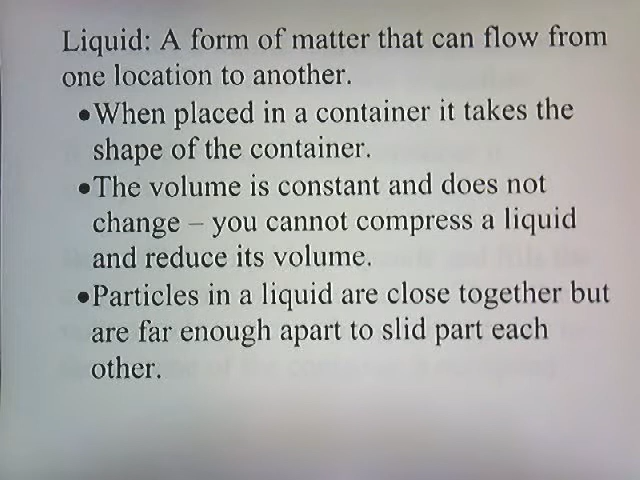 Liquid: A form of matter that can flow from
one location to another.
•When placed in a container it takes the
shape of the container.
•The volume is constant and does not
change – you cannot compress a liquid
and reduce its volume.
•Particles in a liquid are close together but
are far enough apart to slid part each
other.